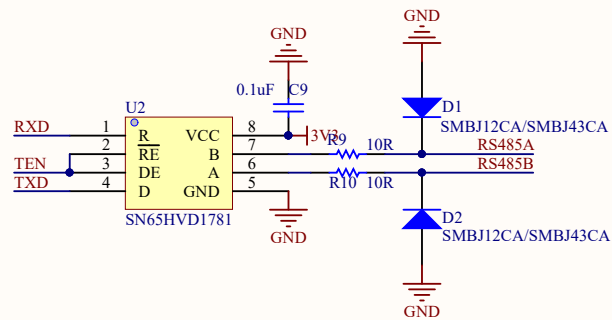 GND
GND
0.1uF C9
U2
D1
SMBJ12CA/SMBJ43CA
RXD 1 R VCC 8 3V3
2 RE B 7 R9 10R RS485A
TEN 3 DE A 6 R10 10R RS485B
TXD 4 D GND 5
SN65HVD1781
GND
D2
SMBJ12CA/SMBJ43CA
GND